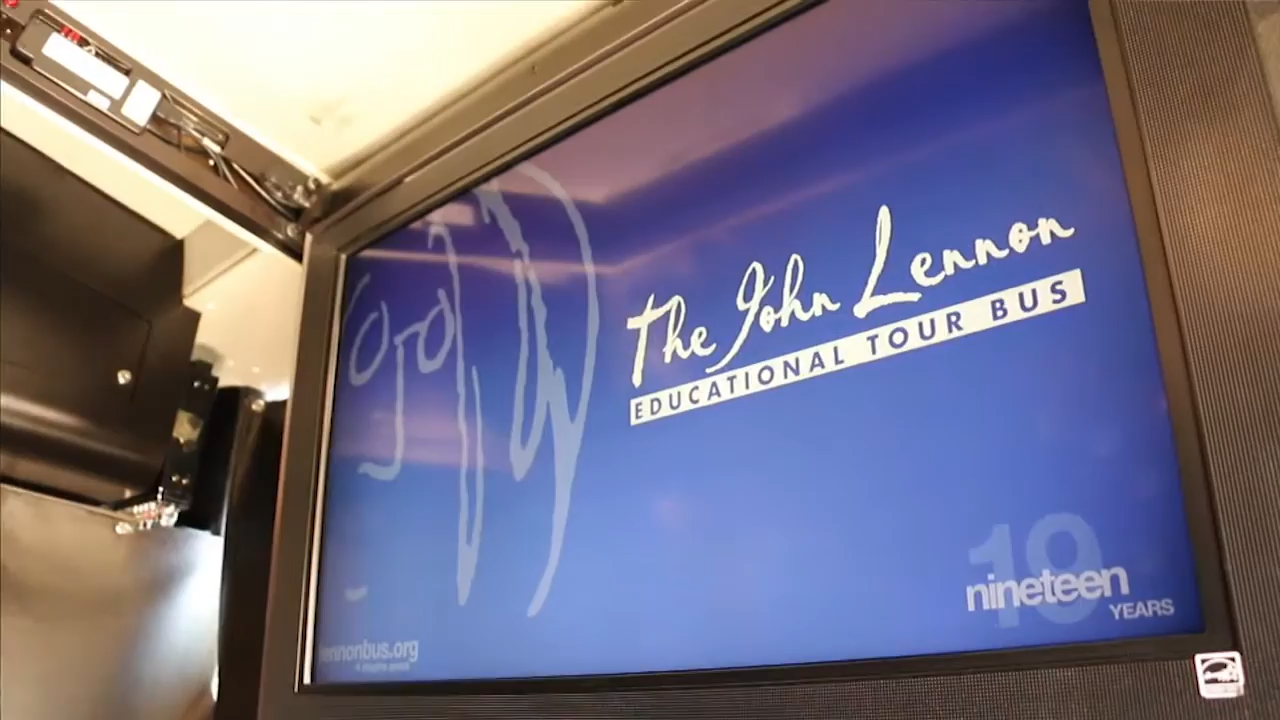 The John Lennon
EDUCATIONAL TOUR BUS
19
nineteen
YEARS
lennonbus.org